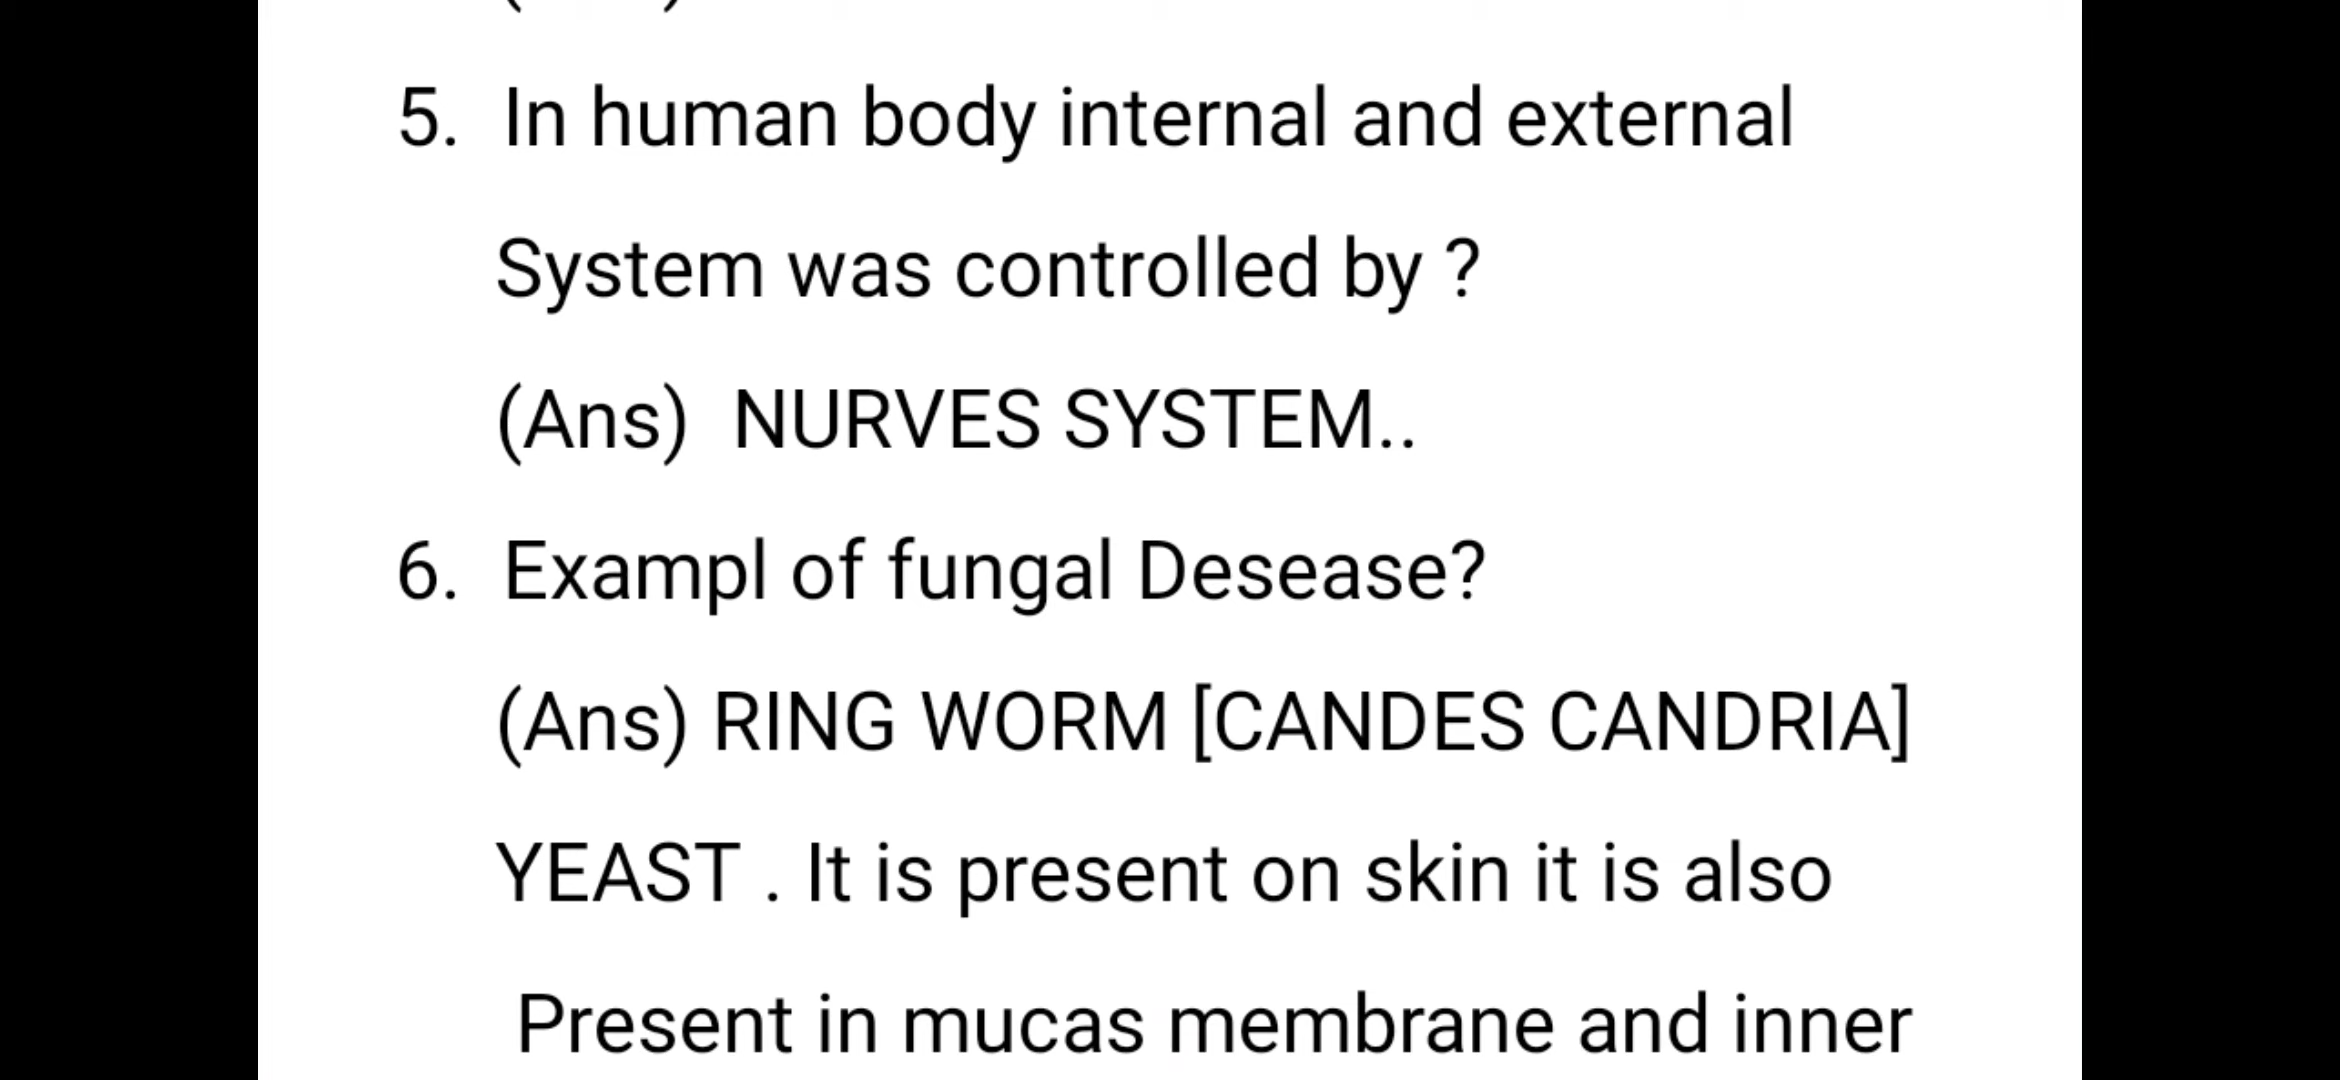 5. In human body internal and external
System was controlled by ?
(Ans) NURVES SYSTEM..
6. Exampl of fungal Desease?
(Ans) RING WORM [CANDES CANDRIA]
YEAST . It is present on skin it is also
Present in mucas membrane and inner